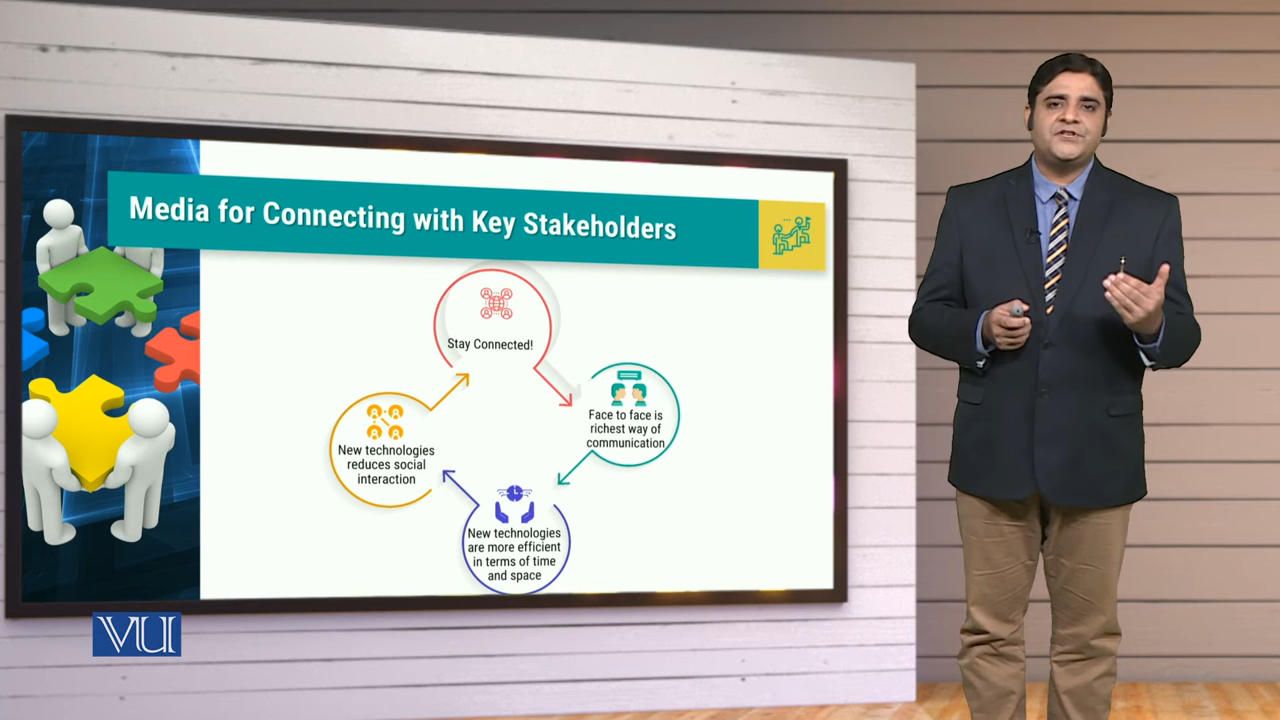 Media for Connecting with Key Stakeholders
Stay Connected!
Face to face is
richest way of
communication
New technologies
are more efficient
in terms of time
and space
New technologies
reduces social
interaction
VU